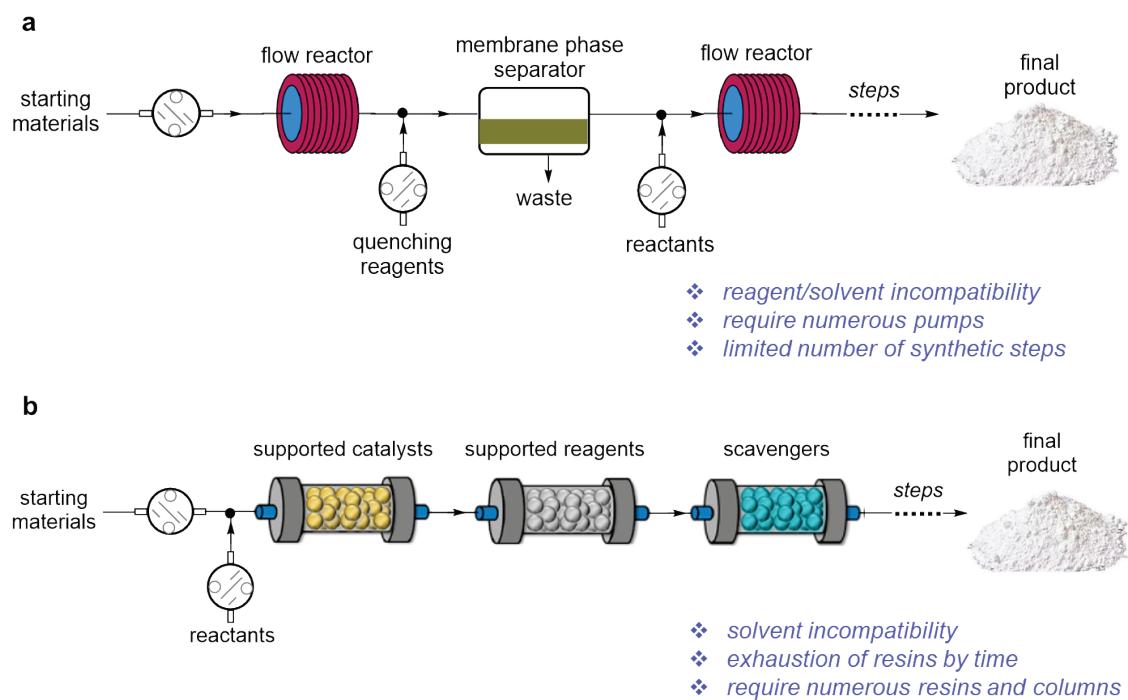 a
flow reactor
membrane phase
separator
flow reactor
final
product
starting
materials
steps
waste
quenching
reagents
reactants
❖ reagent/solvent incompatibility
❖ require numerous pumps
❖ limited number of synthetic steps
b
supported catalysts
supported reagents
scavengers
final
product
starting
materials
steps
reactants
❖ solvent incompatibility
❖ exhaustion of resins by time
❖ require numerous resins and columns